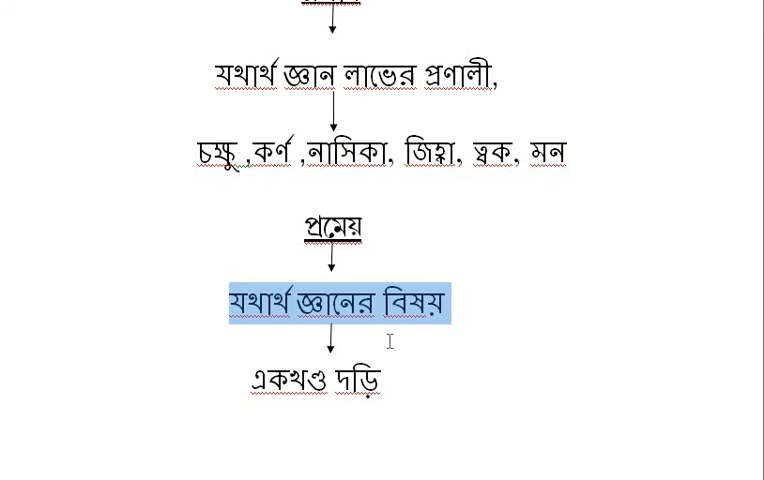 যথার্থ জ্ঞান লাভের প্রণালী,
চক্ষু ,কর্ণ ,নাসিকা, জিহ্বা, ত্বক, মন
প্রমেয়
যথার্থ জ্ঞানের বিষয়
একখণ্ড দড়ি